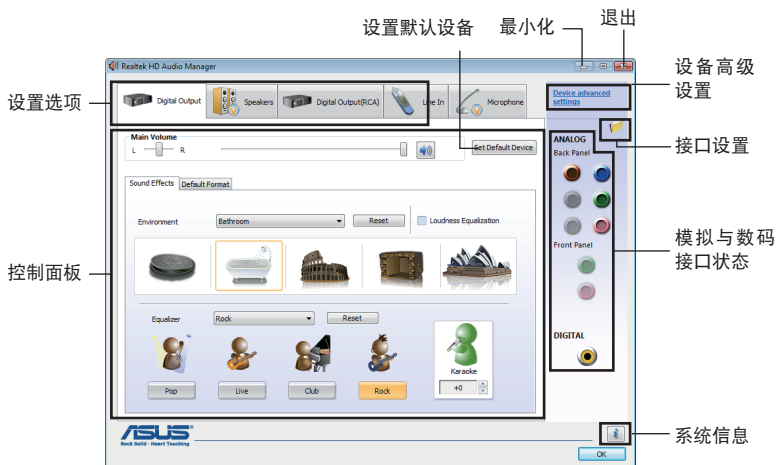 设置默认设备
最小化
退出
Realtek HD Audio Manager
设置选项
Digital Output
Speakers
Digital Output(RCA)
Line In
Microphone
Device advanced
settings
设备高级
设置
接口设置
Main Volume
L
R
Set Default Device
ANALOG
Back Panel
Sound Effects
Default Format
Environment
Bathroom
Reset
Loudness Equalization
Front Panel
模拟与数码
接口状态
控制面板
Equalizer
Rock
Reset
Pop
Live
Club
Rock
Karaoke
+0
DIGITAL
ASUS
Rock Solid · Heart Touching
i
系统信息
OK